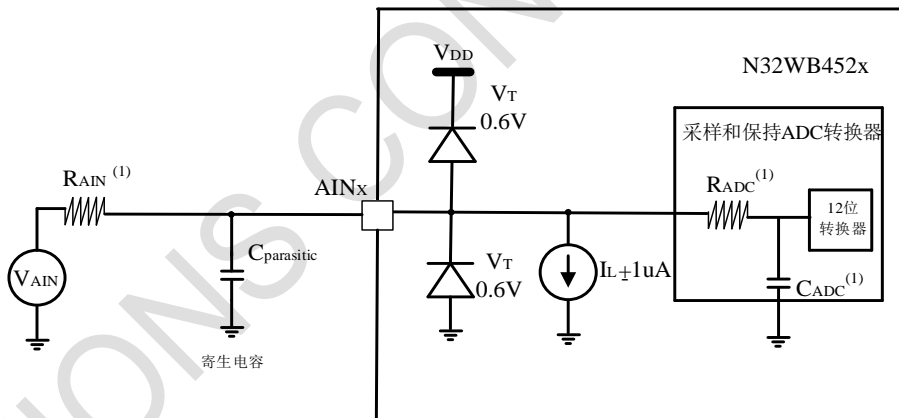 IONS CON
VDD
N32WB452x
VT
0.6V
采样和保持ADC转换器
RAIN(1)
AINX
RADC(1)
12位
转换器
VAIN
Cparasitic
VT
0.6V
IL±1uA
CADC(1)
寄生电容